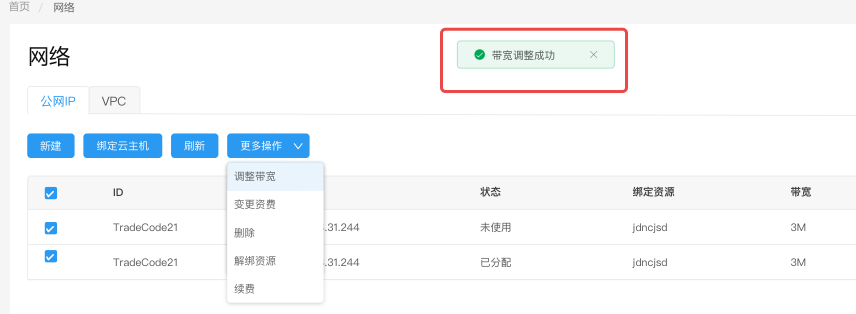 首页 / 网络
网络
带宽调整成功
公网IP VPC
新建 绑定云主机 刷新 更多操作
调整带宽
变更资费
删除
解绑资源
续费
ID 状态 绑定资源 带宽
TradeCode21 .31.244 未使用 jdncjsd 3M
TradeCode21 .31.244 已分配 jdncjsd 3M